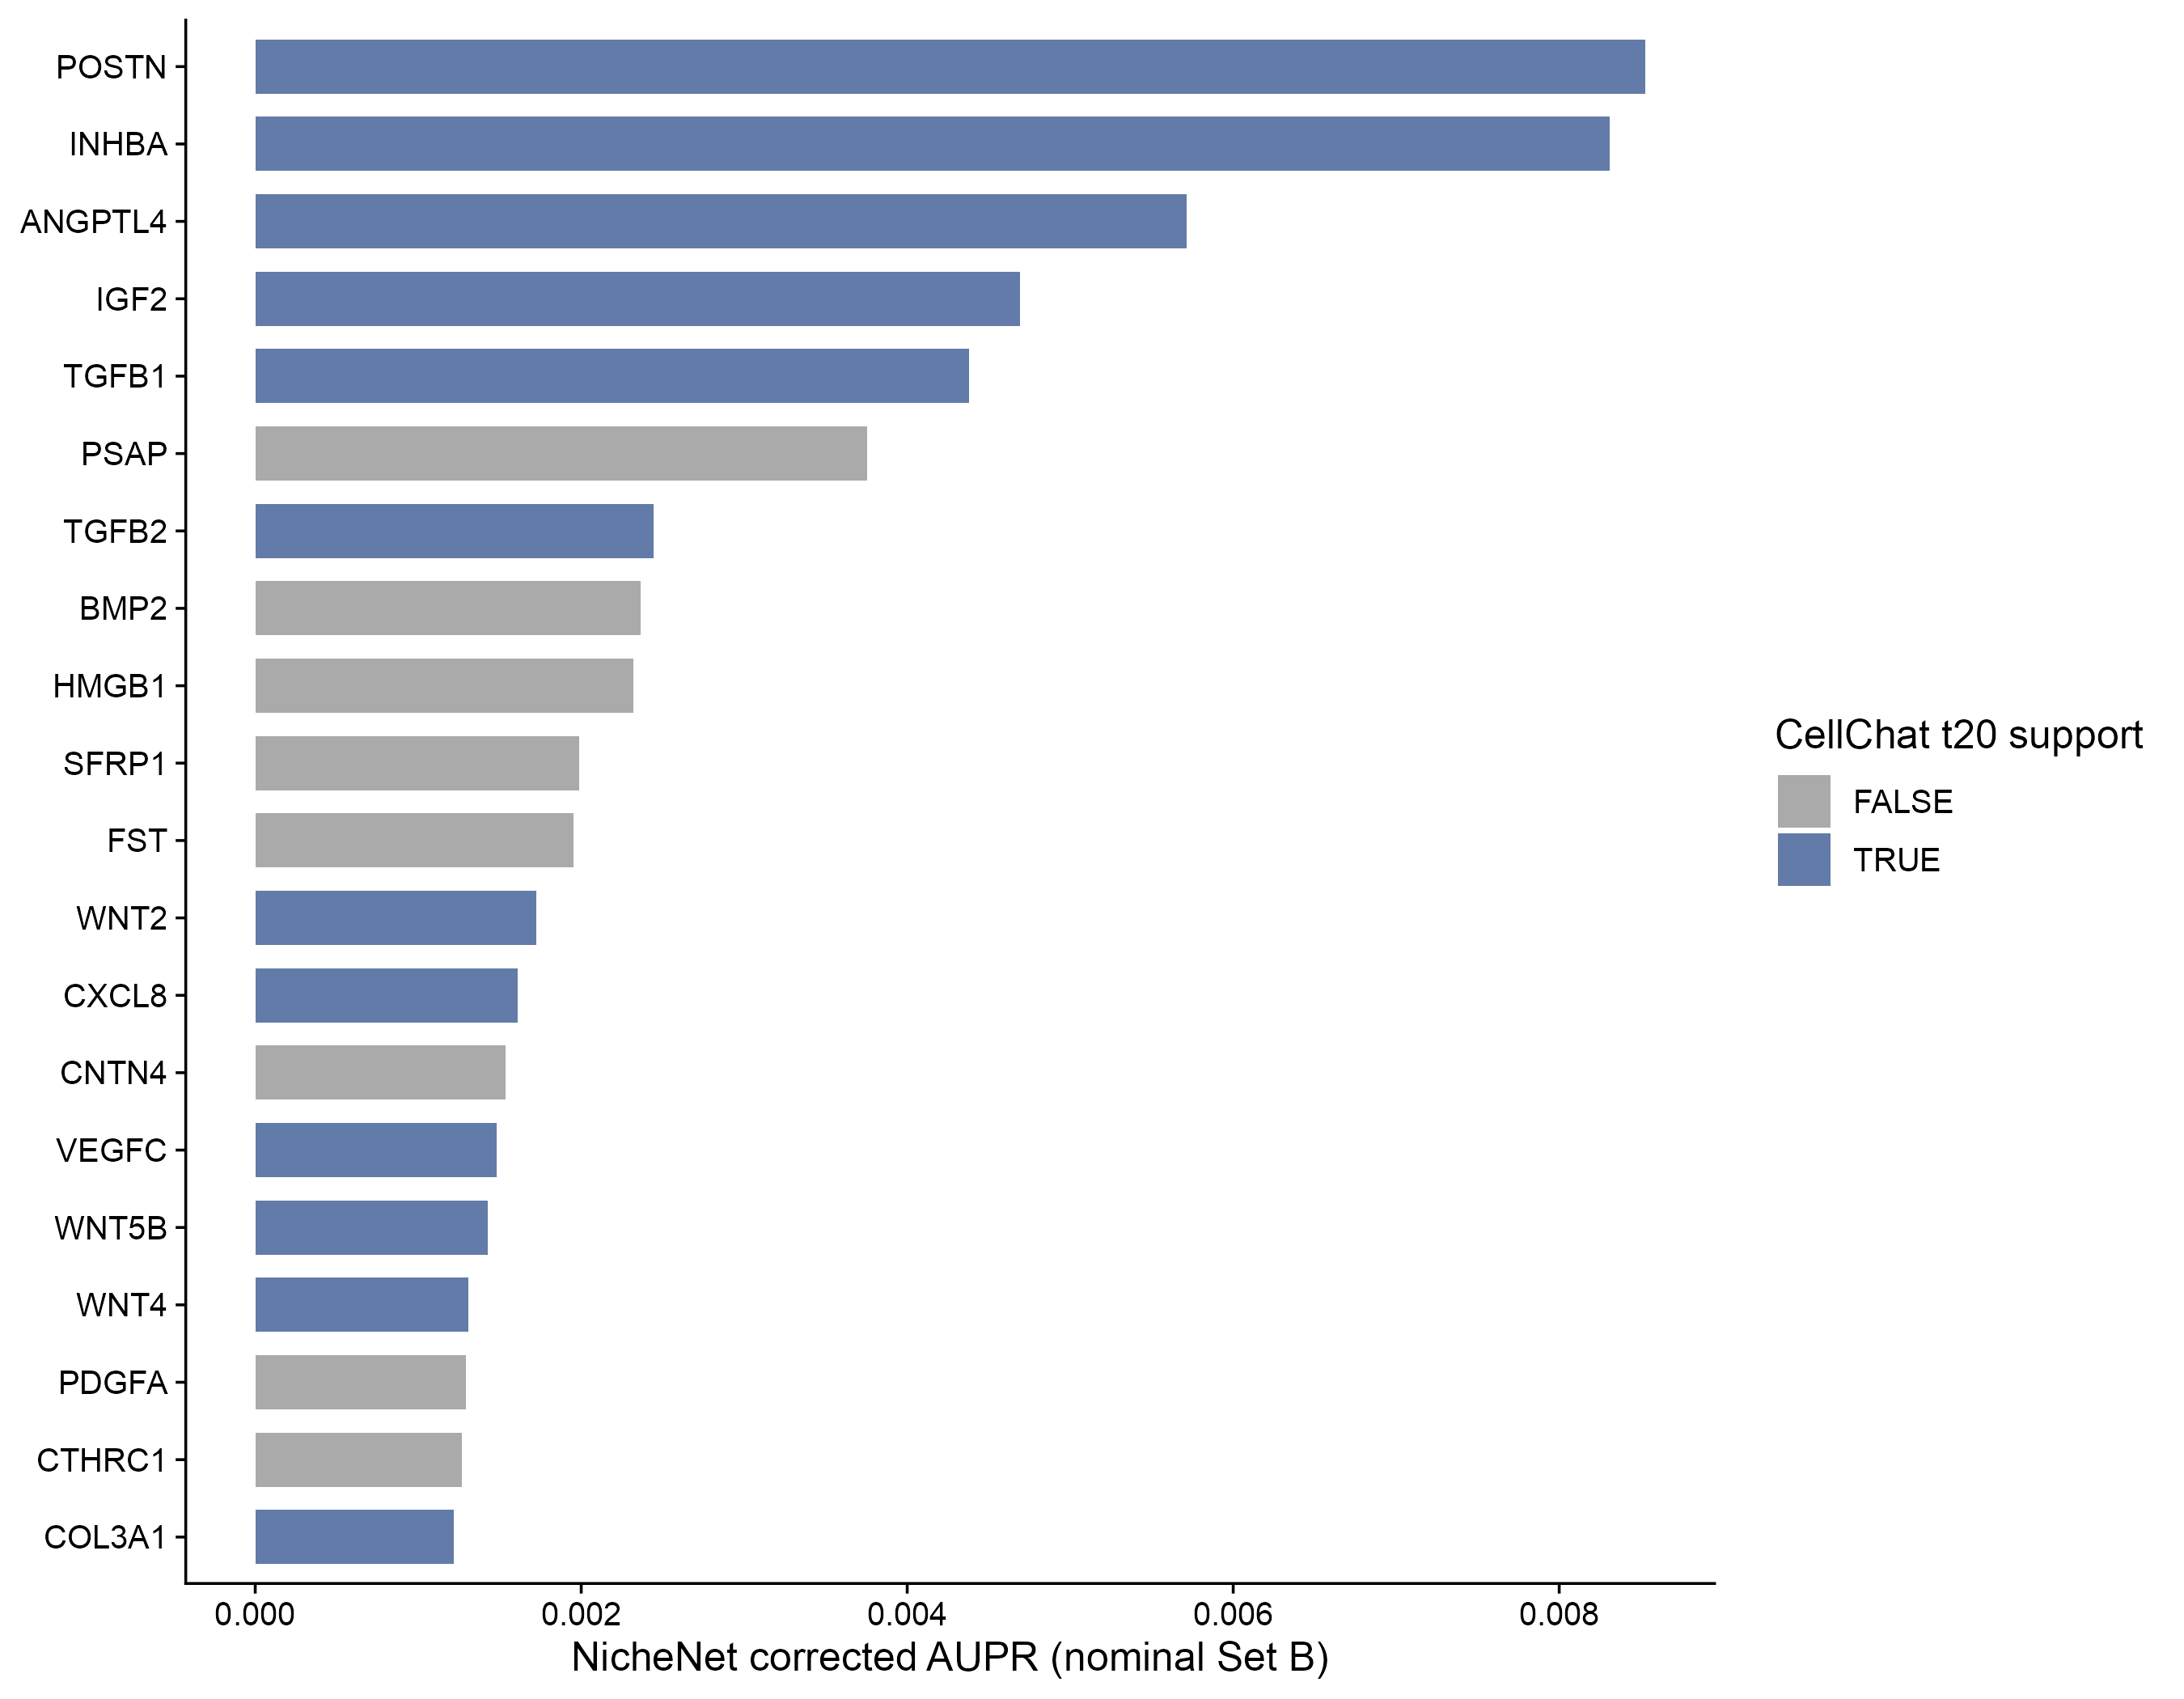 POSTN
INHBA
ANGPTL4
IGF2
TGFB1
PSAP
TGFB2
BMP2
HMGB1
SFRP1
FST
WNT2
CXCL8
CNTN4
VEGFC
WNT5B
WNT4
PDGFA
CTHRC1
COL3A1
0.000 0.002 0.004 0.006 0.008
NicheNet corrected AUPR (nominal Set B)
CellChat t20 support
FALSE
TRUE